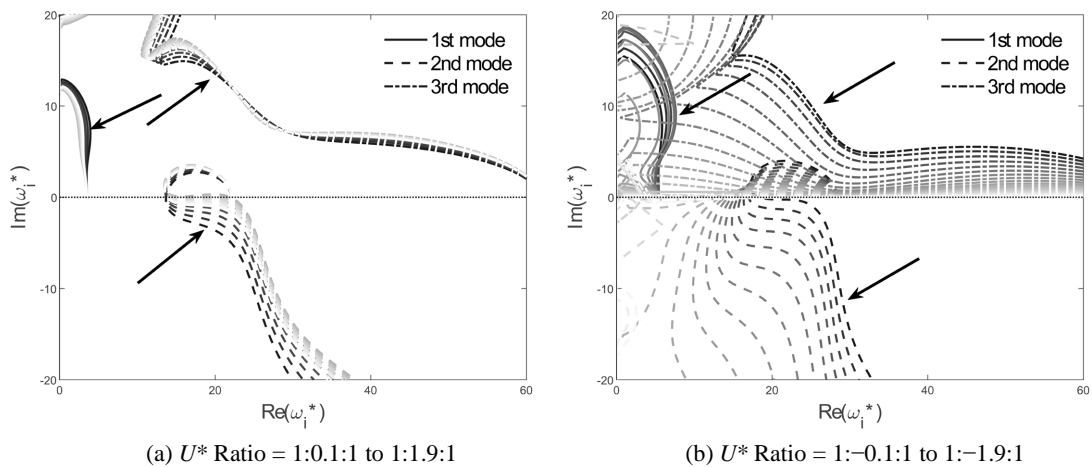 20
10
0
-10
-20
0
20
40
60
Im(ω_i*)
Re(ω_i*)
1st mode
2nd mode
3rd mode
(a) U* Ratio = 1:0.1:1 to 1:1.9:1
20
10
0
-10
-20
0
20
40
60
Im(ω_i*)
Re(ω_i*)
1st mode
2nd mode
3rd mode
(b) U* Ratio = 1:−0.1:1 to 1:−1.9:1